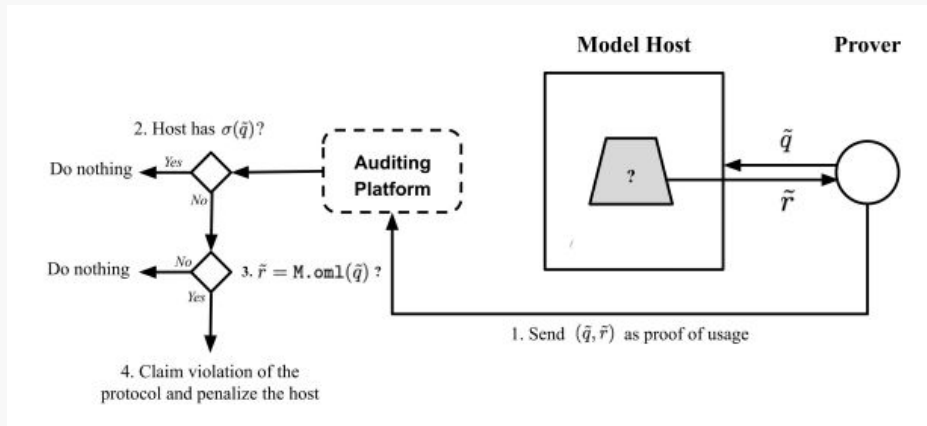 Model Host
Prover
2. Host has σ(q̃)?
Do nothing
Yes
No
Auditing
Platform
?
q̃
r̃
Do nothing
No
Yes
3. r̃ = M.oml(q̃) ?
1. Send (q̃, r̃) as proof of usage
4. Claim violation of the
protocol and penalize the host